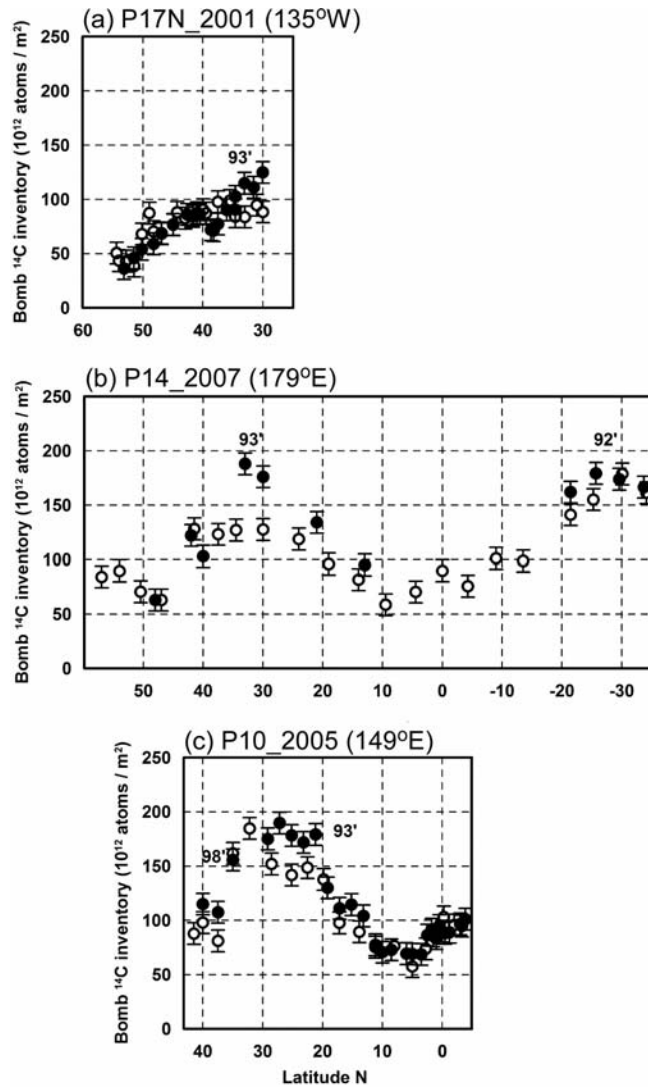 (a) P17N_2001 (135°W)
250
200
150
100
50
0
Bomb ¹⁴C inventory (10¹² atoms / m²)
93'
60 50 40 30
(b) P14_2007 (179°E)
250
200
150
100
50
0
Bomb ¹⁴C inventory (10¹² atoms / m²)
93'
92'
50 40 30 20 10 0 -10 -20 -30
(c) P10_2005 (149°E)
250
200
150
100
50
0
Bomb ¹⁴C inventory (10¹² atoms / m²)
98'
93'
40 30 20 10 0
Latitude N